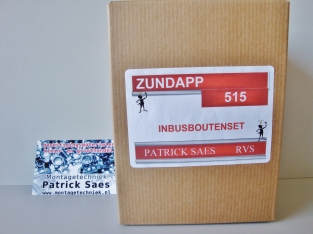 ZUNDAPP
515
INBUSBOUTENSET
PATRICK SAES RVS
Montagetechniek
Patrick Saes
www.montagetechniek.nl